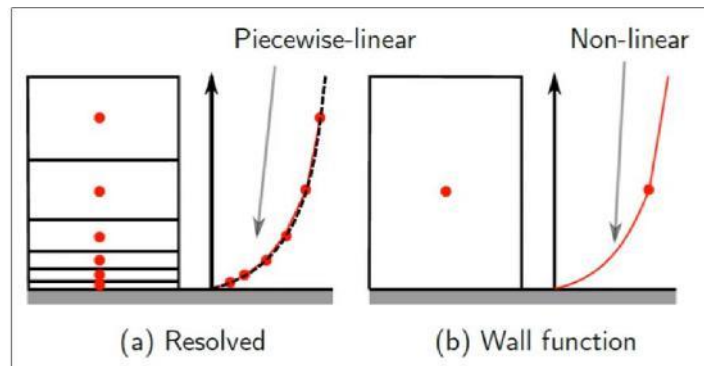 Piecewise-linear
Non-linear
(a) Resolved
(b) Wall function